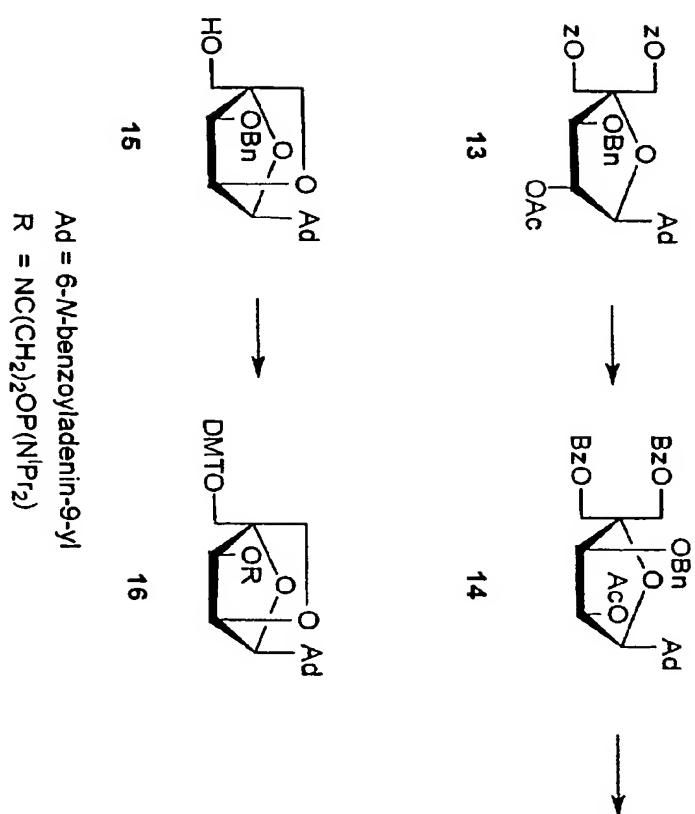 zO
O
Ad
zO
OBn
OAc
13
BzO
OBn
O
Ad
BzO
AcO
14
O
O
Ad
HO
OBn
15
O
O
Ad
DMTO
OR
16
Ad = 6-N-benzoyladenin-9-yl
R = NC(CH₂)₂OP(NⁱPr₂)